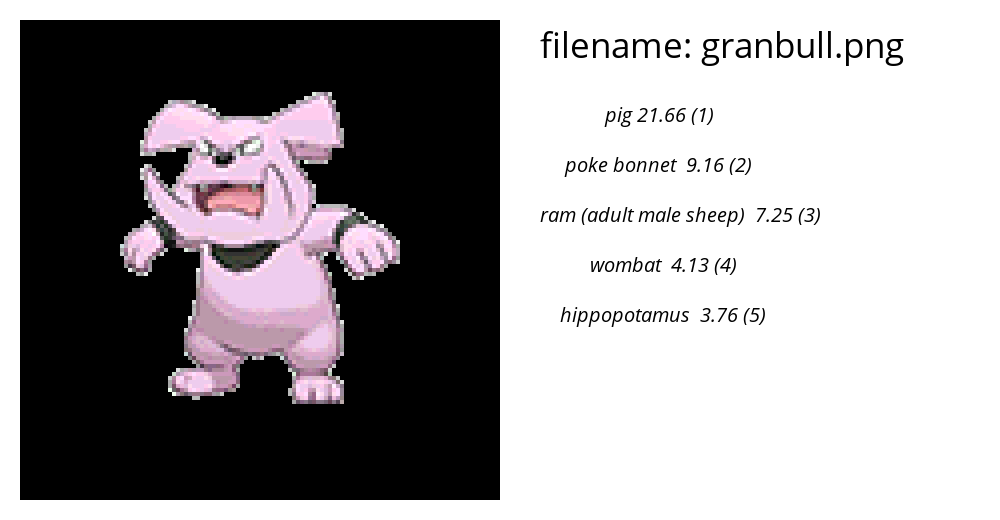 filename: granbull.png
pig 21.66 (1)
poke bonnet 9.16 (2)
ram (adult male sheep) 7.25 (3)
wombat 4.13 (4)
hippopotamus 3.76 (5)